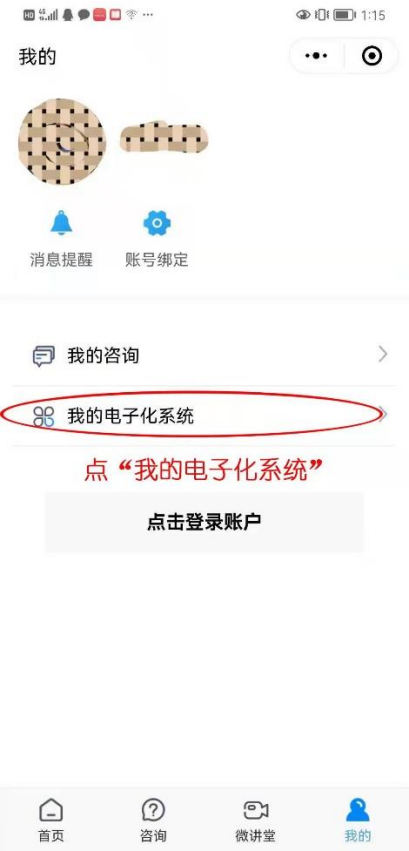 HD 4G 1:15
我的
消息提醒 账号绑定
我的咨询
我的电子化系统
点“我的电子化系统”
点击登录账户
首页 咨询 微讲堂 我的